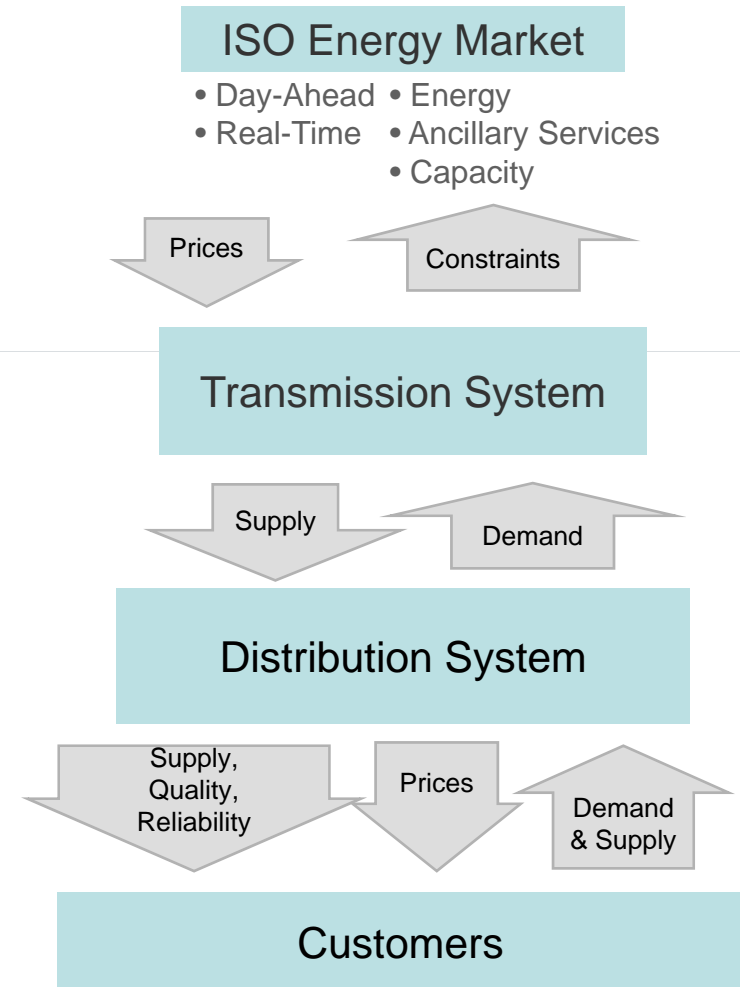 ISO Energy Market
• Day-Ahead
• Real-Time
• Energy
• Ancillary Services
• Capacity
Prices
Constraints
Transmission System
Supply
Demand
Distribution System
Supply,
Quality,
Reliability
Prices
Demand
& Supply
Customers